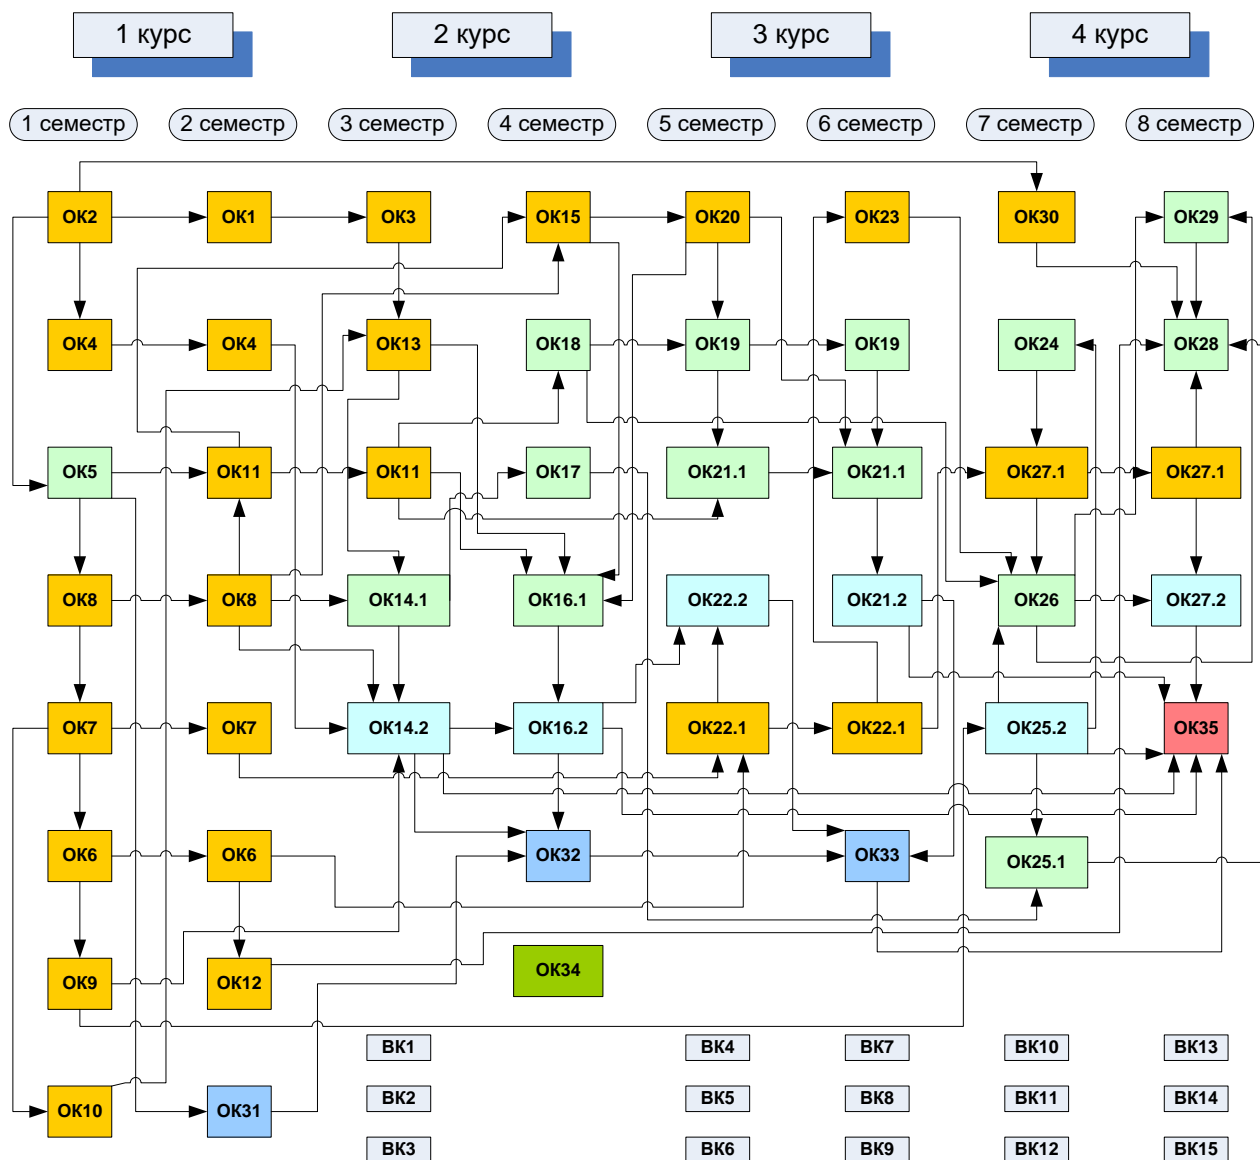 1 курс 2 курс 3 курс 4 курс
1 семестр 2 семестр 3 семестр 4 семестр 5 семестр 6 семестр 7 семестр 8 семестр
ОК2 ОК1 ОК3 ОК15 ОК20 ОК23 ОК30 ОК29
ОК4 ОК4 ОК13 ОК18 ОК19 ОК19 ОК24 ОК28
ОК5 ОК11 ОК11 ОК17 ОК21.1 ОК21.1 ОК27.1 ОК27.1
ОК8 ОК8 ОК14.1 ОК16.1 ОК22.2 ОК21.2 ОК26 ОК27.2
ОК7 ОК7 ОК14.2 ОК16.2 ОК22.1 ОК22.1 ОК25.2 ОК35
ОК6 ОК6 ОК32 ОК33 ОК25.1
ОК9 ОК12 ОК34
ВК1 ВК4 ВК7 ВК10 ВК13
ОК10 ОК31 ВК2 ВК5 ВК8 ВК11 ВК14
ВК3 ВК6 ВК9 ВК12 ВК15